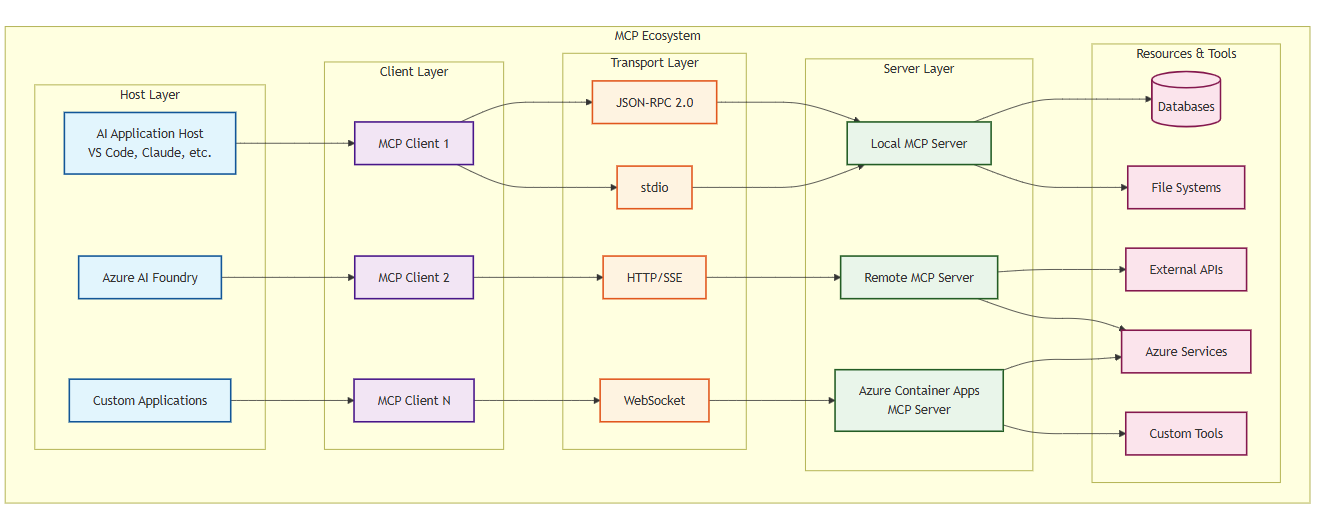 MCP Ecosystem
Host Layer
AI Application Host
VS Code, Claude, etc.
Azure AI Foundry
Custom Applications
Client Layer
MCP Client 1
MCP Client 2
MCP Client N
Transport Layer
JSON-RPC 2.0
stdio
HTTP/SSE
WebSocket
Server Layer
Local MCP Server
Remote MCP Server
Azure Container Apps
MCP Server
Resources & Tools
Databases
File Systems
External APIs
Azure Services
Custom Tools